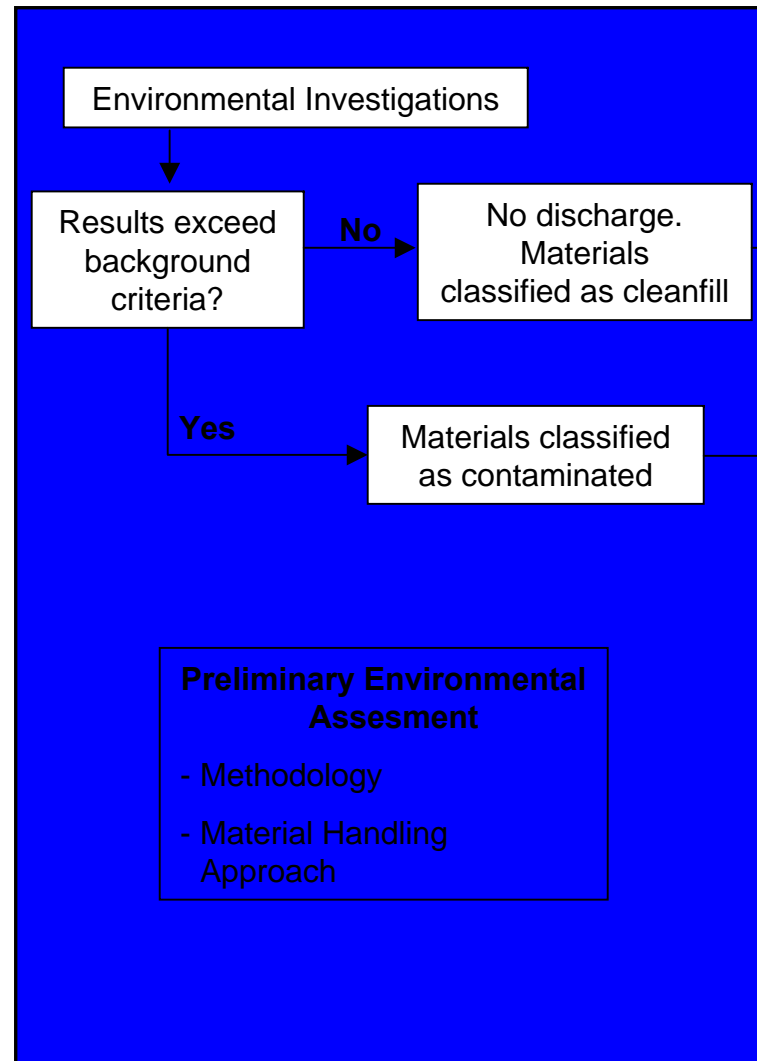 Environmental Investigations
Results exceed
background
criteria?
No
No discharge.
Materials
classified as cleanfill
Yes
Materials classified
as contaminated
Preliminary Environmental
Assesment
- Methodology
- Material Handling
Approach